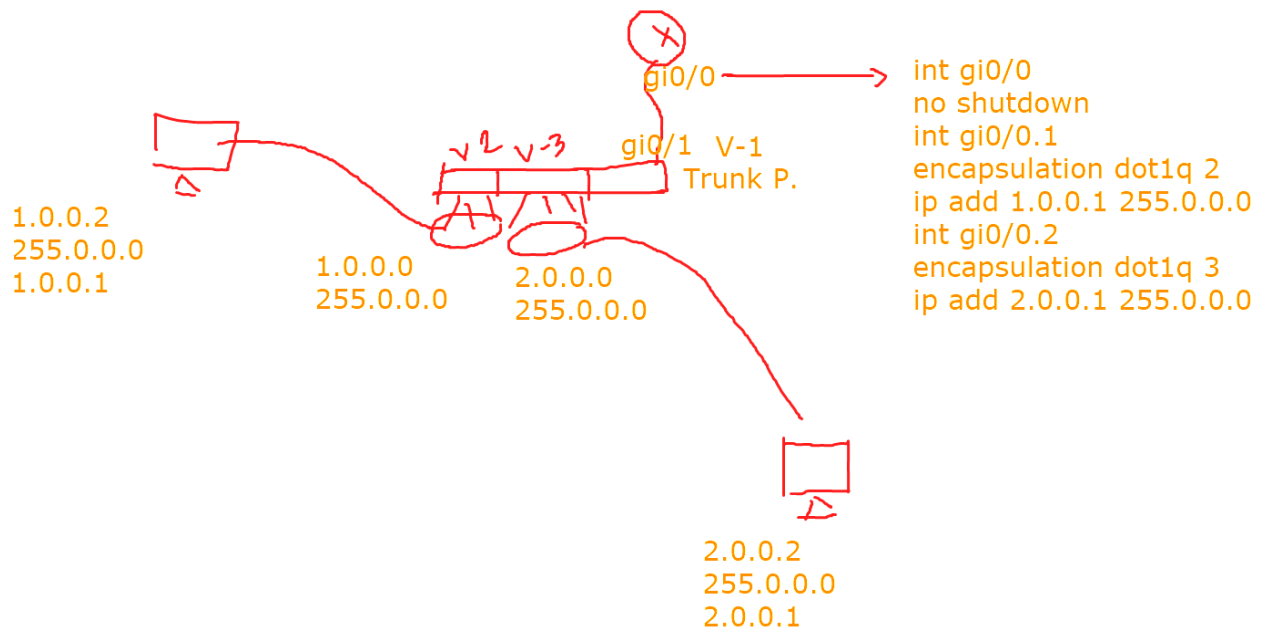 gi0/0
int gi0/0
no shutdown
int gi0/0.1
encapsulation dot1q 2
ip add 1.0.0.1 255.0.0.0
int gi0/0.2
encapsulation dot1q 3
ip add 2.0.0.1 255.0.0.0
v 2 v-3
gi0/1 V-1
Trunk P.
1.0.0.2
255.0.0.0
1.0.0.1
1.0.0.0
255.0.0.0
2.0.0.0
255.0.0.0
2.0.0.2
255.0.0.0
2.0.0.1